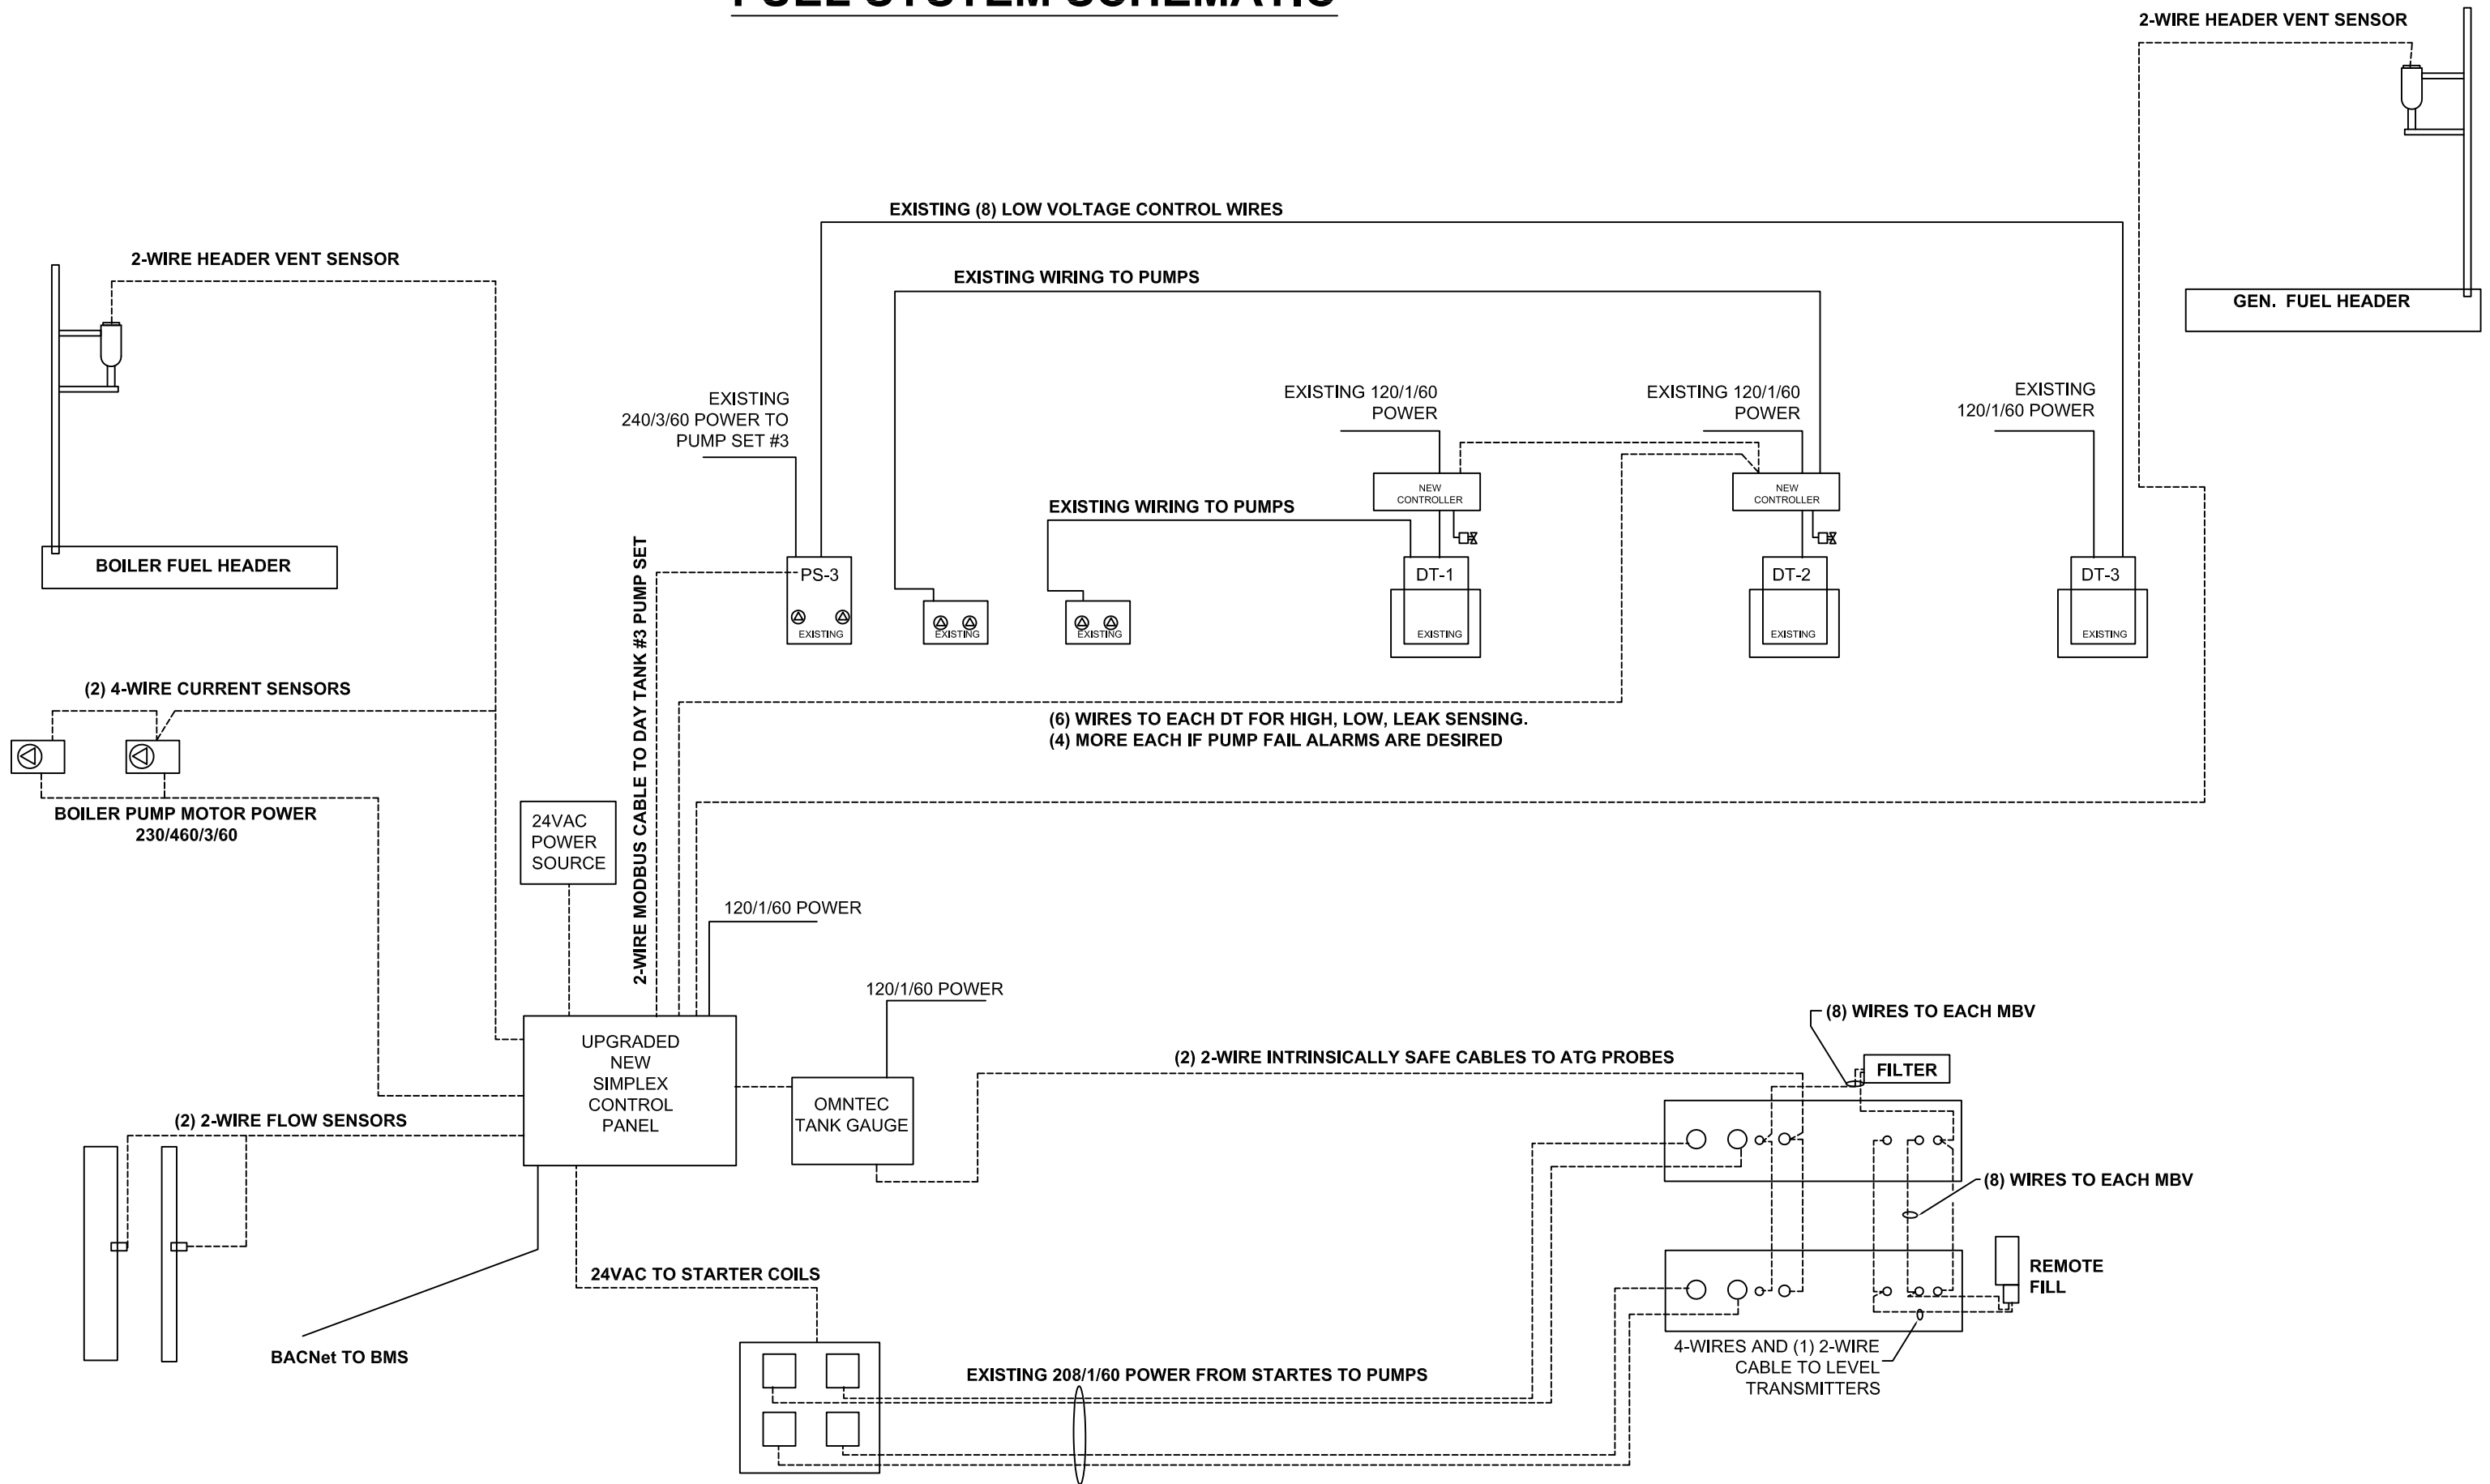 FUEL SYSTEM SCHEMATIC
2-WIRE HEADER VENT SENSOR
GEN. FUEL HEADER
EXISTING (8) LOW VOLTAGE CONTROL WIRES
2-WIRE HEADER VENT SENSOR
EXISTING WIRING TO PUMPS
BOILER FUEL HEADER
EXISTING
240/3/60 POWER TO
PUMP SET #3
EXISTING 120/1/60
POWER
EXISTING 120/1/60
POWER
EXISTING
120/1/60 POWER
NEW
CONTROLLER
NEW
CONTROLLER
EXISTING WIRING TO PUMPS
PS-3
EXISTING
EXISTING
EXISTING
DT-1
EXISTING
DT-2
EXISTING
DT-3
EXISTING
2-WIRE MODBUS CABLE TO DAY TANK #3 PUMP SET
(2) 4-WIRE CURRENT SENSORS
(6) WIRES TO EACH DT FOR HIGH, LOW, LEAK SENSING.
(4) MORE EACH IF PUMP FAIL ALARMS ARE DESIRED
BOILER PUMP MOTOR POWER
230/460/3/60
24VAC
POWER
SOURCE
120/1/60 POWER
120/1/60 POWER
UPGRADED
NEW
SIMPLEX
CONTROL
PANEL
OMNTEC
TANK GAUGE
(2) 2-WIRE INTRINSICALLY SAFE CABLES TO ATG PROBES
(8) WIRES TO EACH MBV
FILTER
(2) 2-WIRE FLOW SENSORS
(8) WIRES TO EACH MBV
REMOTE
FILL
24VAC TO STARTER COILS
BACNet TO BMS
4-WIRES AND (1) 2-WIRE
CABLE TO LEVEL
TRANSMITTERS
EXISTING 208/1/60 POWER FROM STARTES TO PUMPS